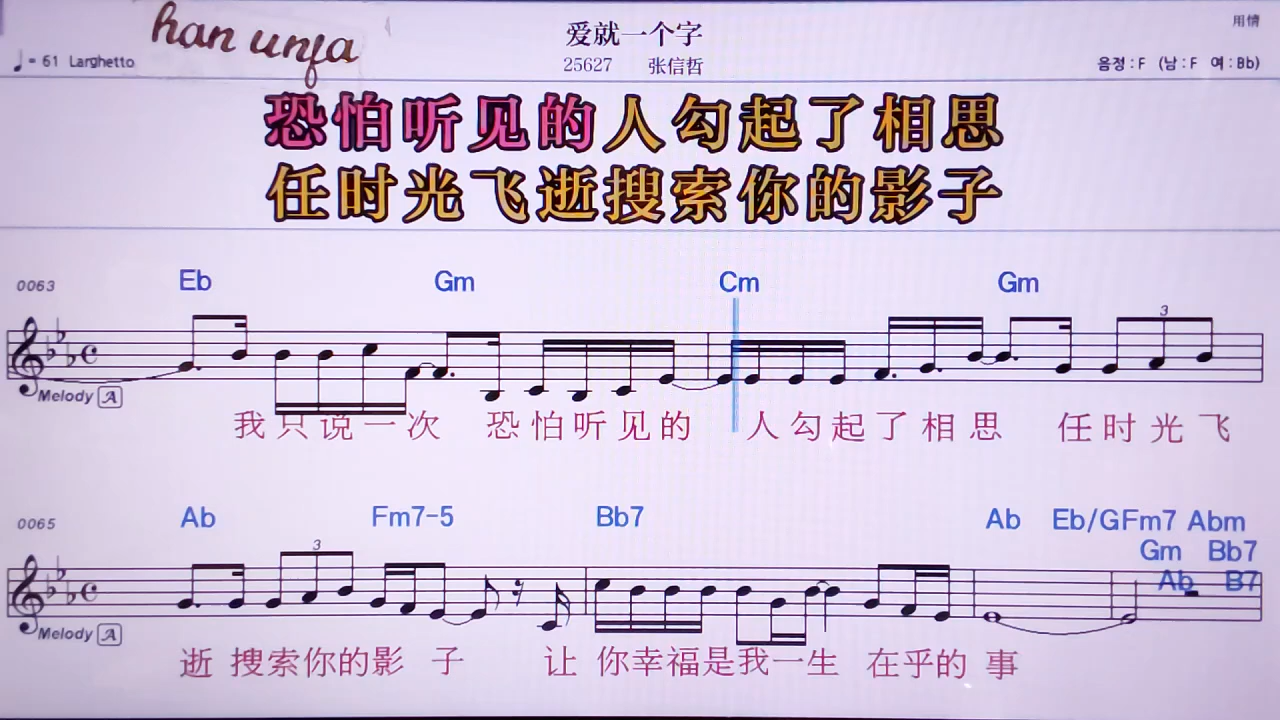 han unja
爱就一个字
用情
♩= 61 Larghetto
25627 张信哲
음정 : F (남 : F 여 : Bb)
恐怕听见的人勾起了相思
任时光飞逝搜索你的影子
0063 Eb Gm Cm Gm
3
Melody A
我只说一次 恐怕听见的 人勾起了相思 任时光飞
0065 Ab Fm7-5 Bb7 Ab Eb/G Fm7 Abm
Gm Bb7
Ab B7
3
Melody A
逝 搜索你的影 子 让 你幸福是我一生 在乎的 事